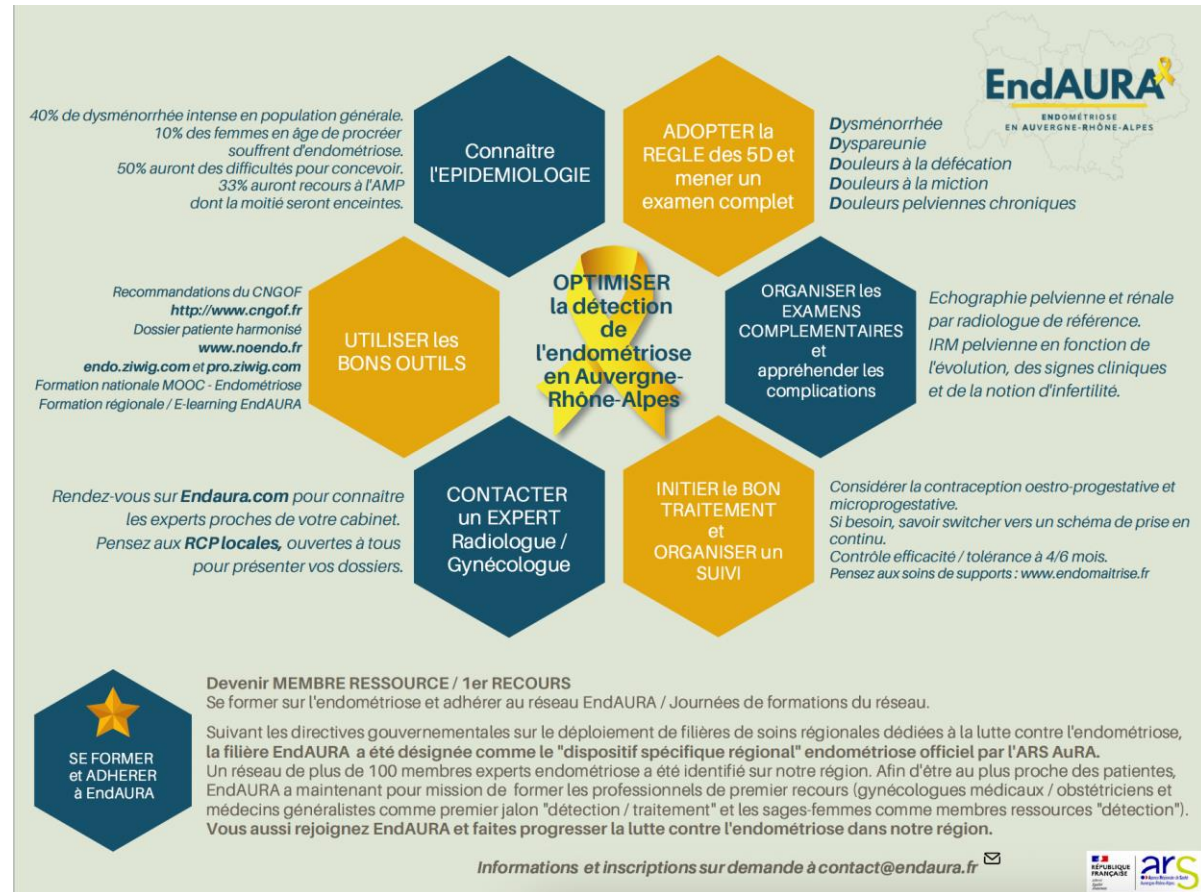 EndAURA
ENDOMÉTRIOSE
EN AUVERGNE-RHÔNE-ALPES
40% de dysménorrhée intense en population générale.
10% des femmes en âge de procréer
souffrent d'endométriose.
50% auront des difficultés pour concevoir.
33% auront recours à l'AMP
dont la moitié seront enceintes.
Connaître
l'EPIDEMIOLOGIE
ADOPTER la
REGLE des 5D et
mener un
examen complet
Dysménorrhée
Dyspareunie
Douleurs à la défécation
Douleurs à la miction
Douleurs pelviennes chroniques
Recommandations du CNGOF
http://www.cngof.fr
Dossier patiente harmonisé
www.noendo.fr
endo.ziwig.com et pro.ziwig.com
Formation nationale MOOC - Endométriose
Formation régionale / E-learning EndAURA
UTILISER les
BONS OUTILS
OPTIMISER
la détection
de
l'endométriose
en Auvergne-
Rhône-Alpes
ORGANISER les
EXAMENS
COMPLEMENTAIRES
et
appréhender les
complications
Echographie pelvienne et rénale
par radiologue de référence.
IRM pelvienne en fonction de
l'évolution, des signes cliniques
et de la notion d'infertilité.
Rendez-vous sur Endaura.com pour connaitre
les experts proches de votre cabinet.
Pensez aux RCP locales, ouvertes à tous
pour présenter vos dossiers.
CONTACTER
un EXPERT
Radiologue /
Gynécologue
INITIER le BON
TRAITEMENT
et
ORGANISER un
SUIVI
Considérer la contraception oestro-progestative et
microprogestative.
Si besoin, savoir switcher vers un schéma de prise en
continu.
Contrôle efficacité / tolérance à 4/6 mois.
Pensez aux soins de supports : www.endomaitrise.fr
SE FORMER
et ADHERER
à EndAURA
Devenir MEMBRE RESSOURCE / 1er RECOURS
Se former sur l'endométriose et adhérer au réseau EndAURA / Journées de formations du réseau.
Suivant les directives gouvernementales sur le déploiement de filières de soins régionales dédiées à la lutte contre l'endométriose,
la filière EndAURA a été désignée comme le "dispositif spécifique régional" endométriose officiel par l'ARS AuRA.
Un réseau de plus de 100 membres experts endométriose a été identifié sur notre région. Afin d'être au plus proche des patientes,
EndAURA a maintenant pour mission de former les professionnels de premier recours (gynécologues médicaux / obstétriciens et
médecins généralistes comme premier jalon "détection / traitement" et les sages-femmes comme membres ressources "détection").
Vous aussi rejoignez EndAURA et faites progresser la lutte contre l'endométriose dans notre région.
Informations et inscriptions sur demande à contact@endaura.fr
RÉPUBLIQUE
FRANÇAISE
ars